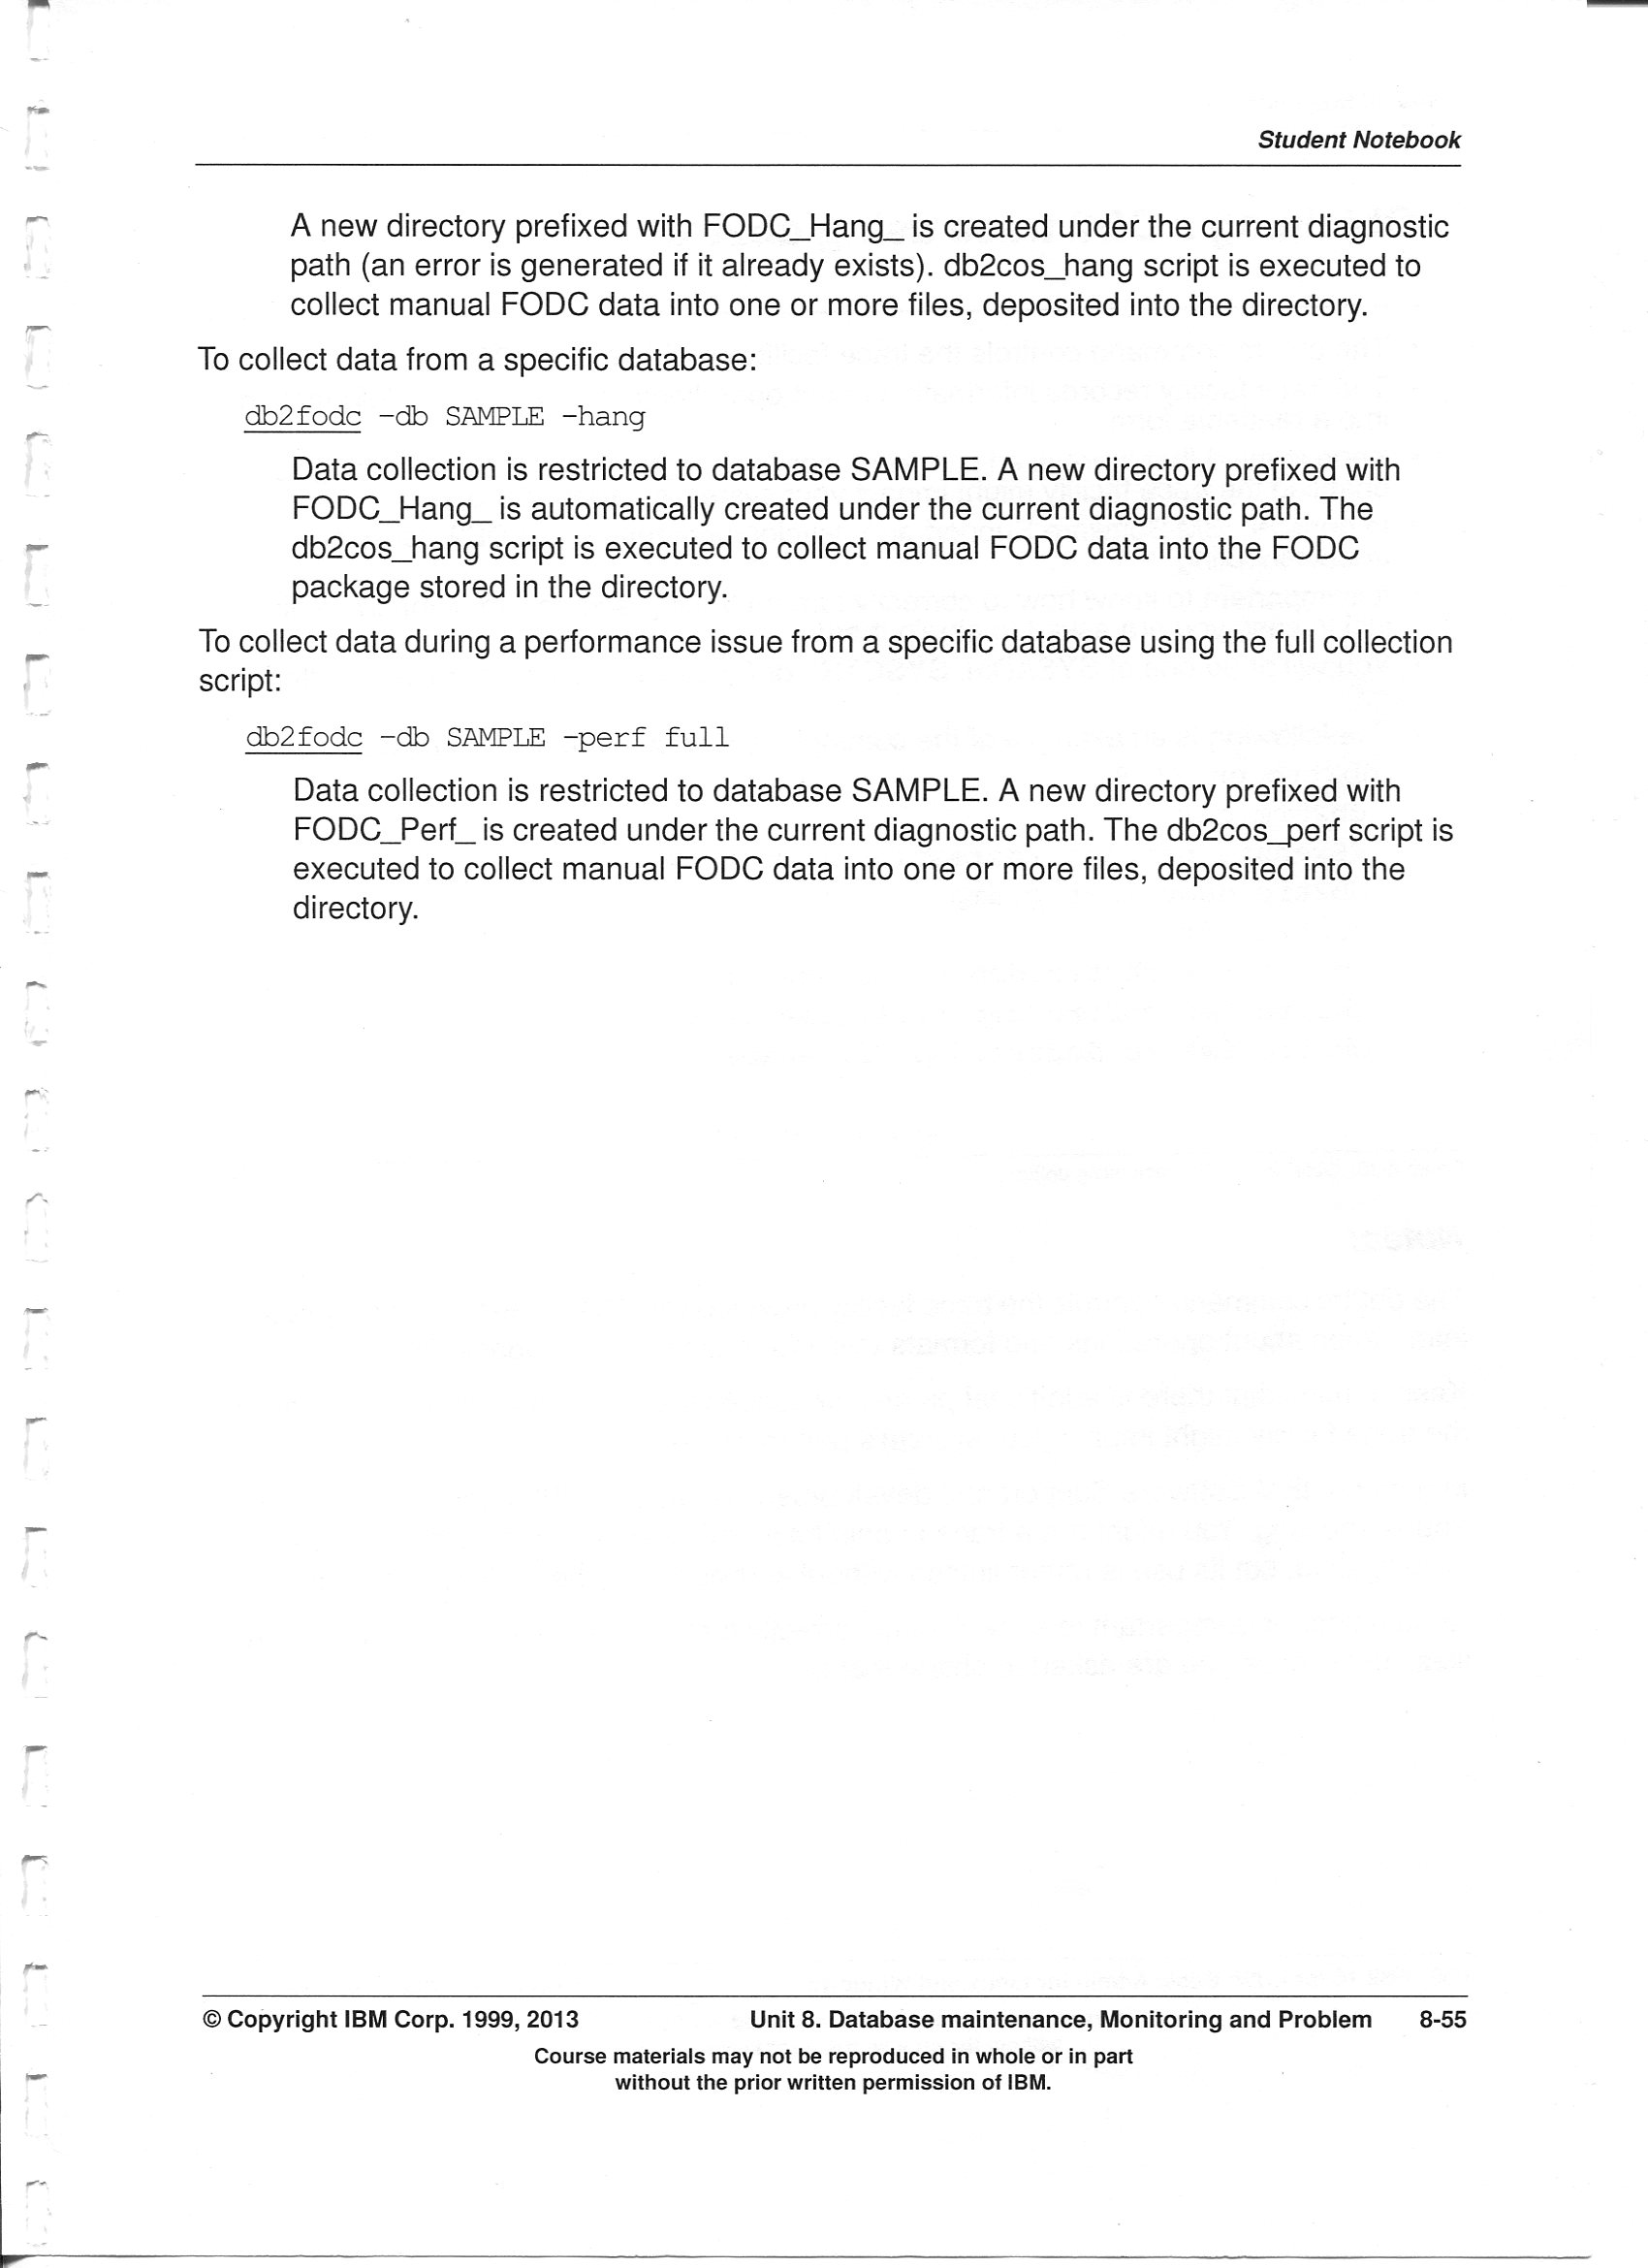 Student Notebook
A new directory prefixed with FODC_Hang_ is created under the current diagnostic
path (an error is generated if it already exists). db2cos_hang script is executed to
collect manual FODC data into one or more files, deposited into the directory.
To collect data from a specific database:
db2fodc -db SAMPLE -hang
Data collection is restricted to database SAMPLE. A new directory prefixed with
FODC_Hang_ is automatically created under the current diagnostic path. The
db2cos_hang script is executed to collect manual FODC data into the FODC
package stored in the directory.
To collect data during a performance issue from a specific database using the full collection
script:
db2fodc -db SAMPLE -perf full
Data collection is restricted to database SAMPLE. A new directory prefixed with
FODC_Perf_ is created under the current diagnostic path. The db2cos_perf script is
executed to collect manual FODC data into one or more files, deposited into the
directory.
© Copyright IBM Corp. 1999, 2013 Unit 8. Database maintenance, Monitoring and Problem 8-55
Course materials may not be reproduced in whole or in part
without the prior written permission of IBM.